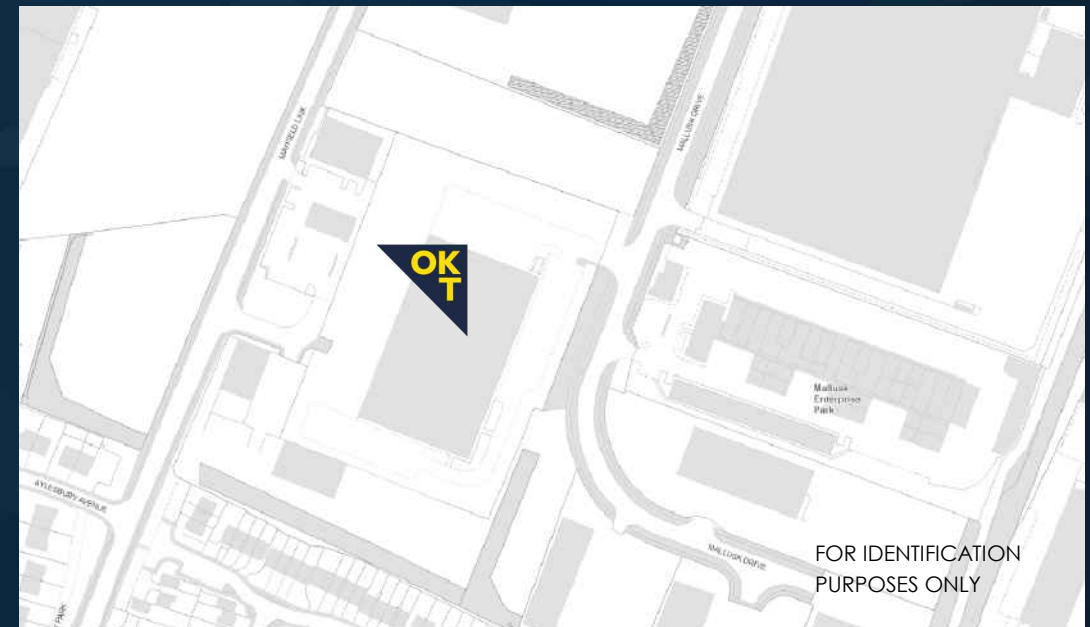 MAYFIELD LINK
MALLUSK DRIVE
OK
T
Mallusk
Enterprise
Park
AYLESBURY AVENUE
MALLUSK DRIVE
FOR IDENTIFICATION
PURPOSES ONLY
PARK